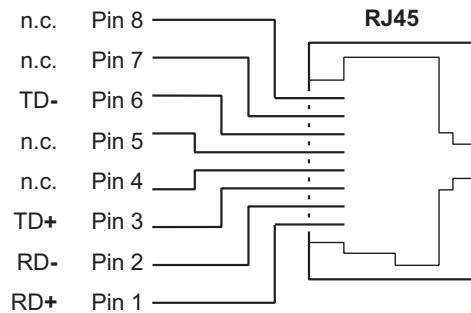 RJ45
n.c. Pin 8
n.c. Pin 7
TD- Pin 6
n.c. Pin 5
n.c. Pin 4
TD+ Pin 3
RD- Pin 2
RD+ Pin 1